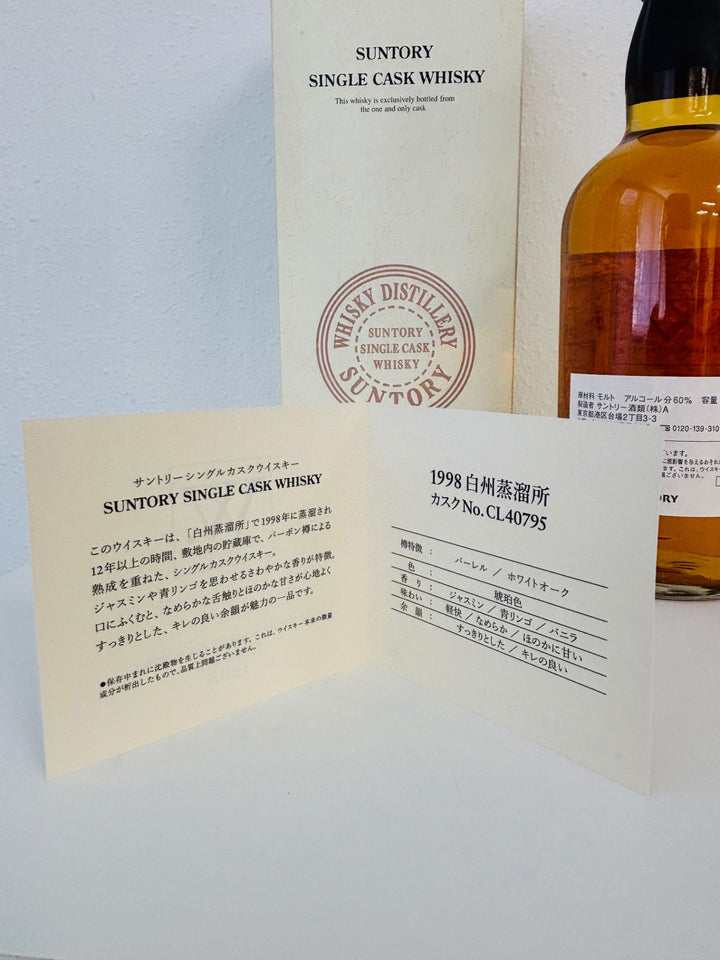 SUNTORY
SINGLE CASK WHISKY
This whisky is exclusively bottled from
the one and only cask
WHISKY DISTILLERY
SUNTORY
SINGLE CASK
WHISKY
SUNTORY
原材料 モルト アルコール分60% 容量
製造者 サントリー酒類(株)A
東京都港区台場2丁目3-3
0120-139-310
います。
ORY
サントリーシングルカスクウイスキー
SUNTORY SINGLE CASK WHISKY
このウイスキーは、「白州蒸溜所」で1998年に蒸溜され
12年以上の時間、敷地内の貯蔵庫で、バーボン樽による
熟成を重ねた、シングルカスクウイスキー。
ジャスミンや青リンゴを思わせるさわやかな香りが特徴。
口にふくむと、なめらかな舌触りとほのかな甘さが心地よく
すっきりとした、キレの良い余韻が魅力の一品です。
●保存中まれに沈殿物を生じることがあります。これは、ウイスキー本来の微量
成分が析出したもので、品質上問題ございません。
1998 白州蒸溜所
カスク No. CL40795
樽特徴 : バーレル / ホワイトオーク
色 : 琥珀色
香り : ジャスミン / 青リンゴ / バニラ
味わい : 軽快 / なめらか / ほのかに甘い
余韻 : すっきりとした / キレの良い